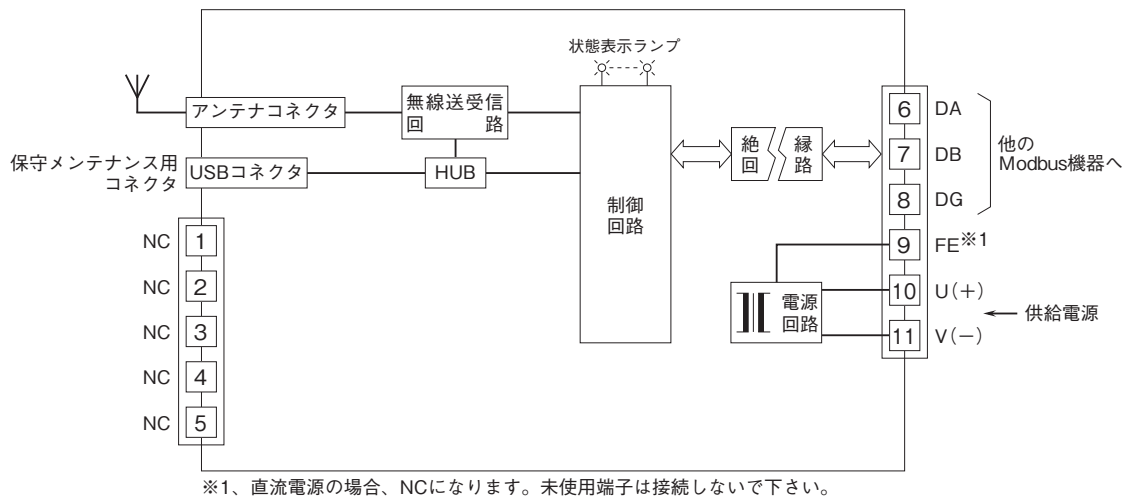 状態表示ランプ
アンテナコネクタ
無線送受信
回路
保守メンテナンス用
コネクタ
USBコネクタ
HUB
制御
回路
絶縁
回路
6 DA
7 DB
8 DG
他の
Modbus機器へ
9 FE※1
10 U(+)
11 V(−)
供給電源
電源
回路
NC 1
NC 2
NC 3
NC 4
NC 5
※1、直流電源の場合、NCになります。未使用端子は接続しないで下さい。